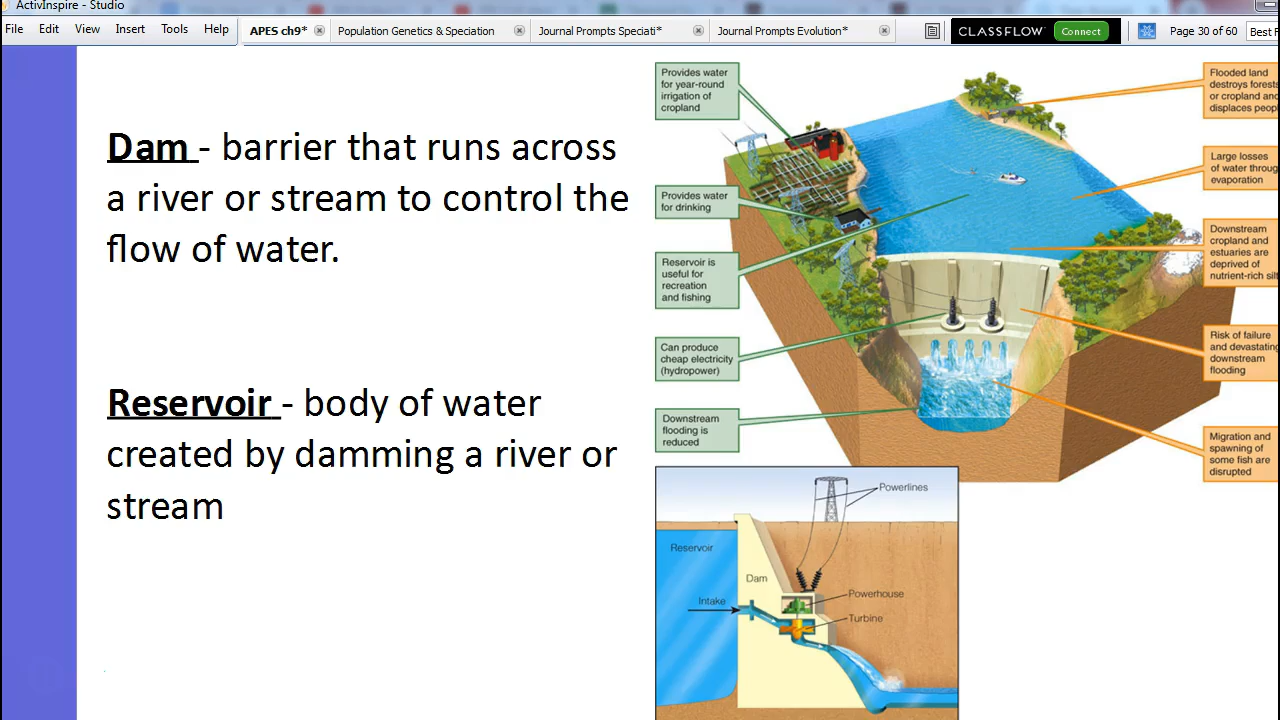 ActivInspire - Studio
File Edit View Insert Tools Help
APES ch9* Population Genetics & Speciation Journal Prompts Speciati* Journal Prompts Evolution*
CLASSFLOW Connect
Page 30 of 60
Best F
Dam - barrier that runs across
a river or stream to control the
flow of water.
Reservoir - body of water
created by damming a river or
stream
Provides water
for year-round
irrigation of
cropland
Provides water
for drinking
Reservoir is
useful for
recreation
and fishing
Can produce
cheap electricity
(hydropower)
Downstream
flooding is
reduced
Flooded land
destroys forests
or cropland and
displaces peop
Large losses
of water throug
evaporation
Downstream
cropland and
estuaries are
deprived of
nutrient-rich silt
Risk of failure
and devastating
downstream
flooding
Migration and
spawning of
some fish are
disrupted
Powerlines
Reservoir
Dam
Intake
Powerhouse
Turbine